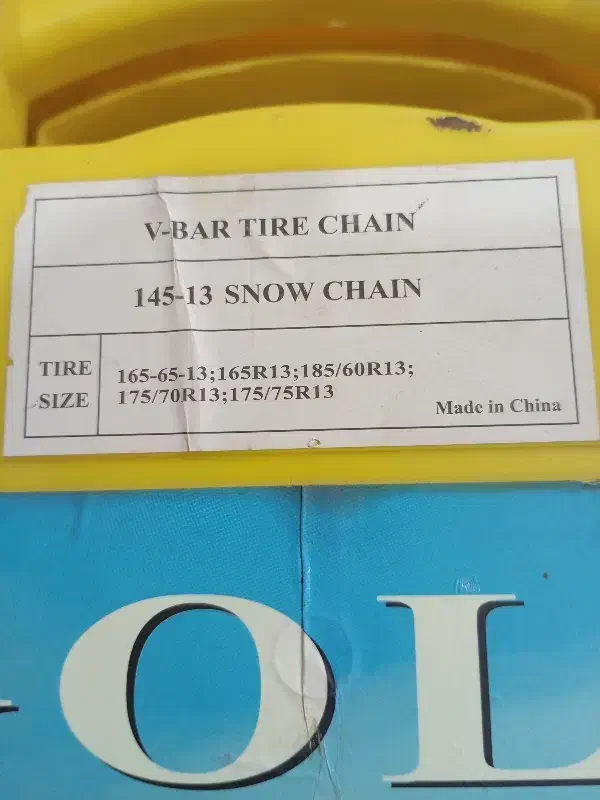 V-BAR TIRE CHAIN
145-13 SNOW CHAIN
TIRE SIZE
165-65-13;165R13;185/60R13;
175/70R13;175/75R13
Made in China
OL